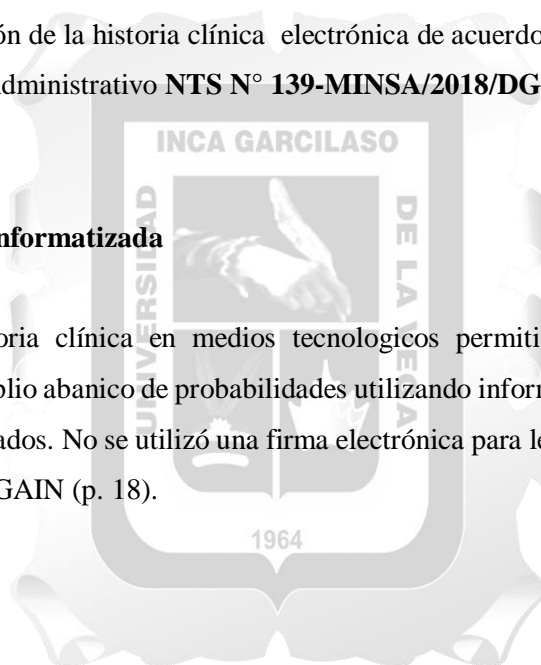 ón de la historia clínica electrónica de acuerdo
dministrativo NTS N° 139-MINSA/2018/DG
INCA GARCILASO
UNIVERSIDAD
DE LA VEGA
nformatizada
oria clínica en medios tecnologicos permiti
plio abanico de probabilidades utilizando inform
ados. No se utilizó una firma electrónica para le
GAIN (p. 18).
1964